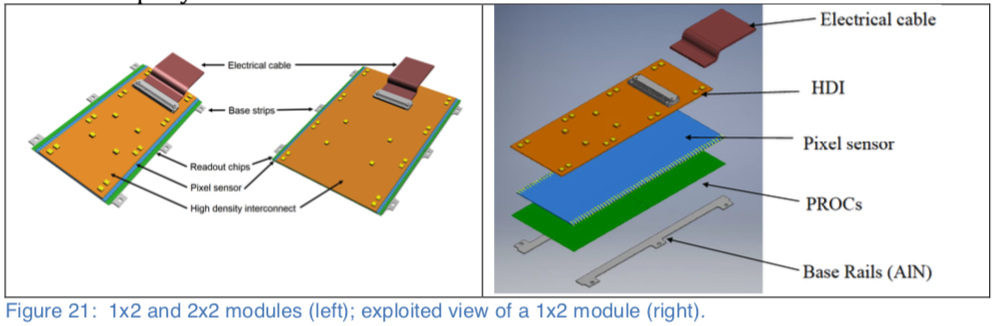 Electrical cable
Base strips
Readout chips
Pixel sensor
High density interconnect
Electrical cable
HDI
Pixel sensor
PROCs
Base Rails (AlN)
Figure 21: 1x2 and 2x2 modules (left); exploited view of a 1x2 module (right).